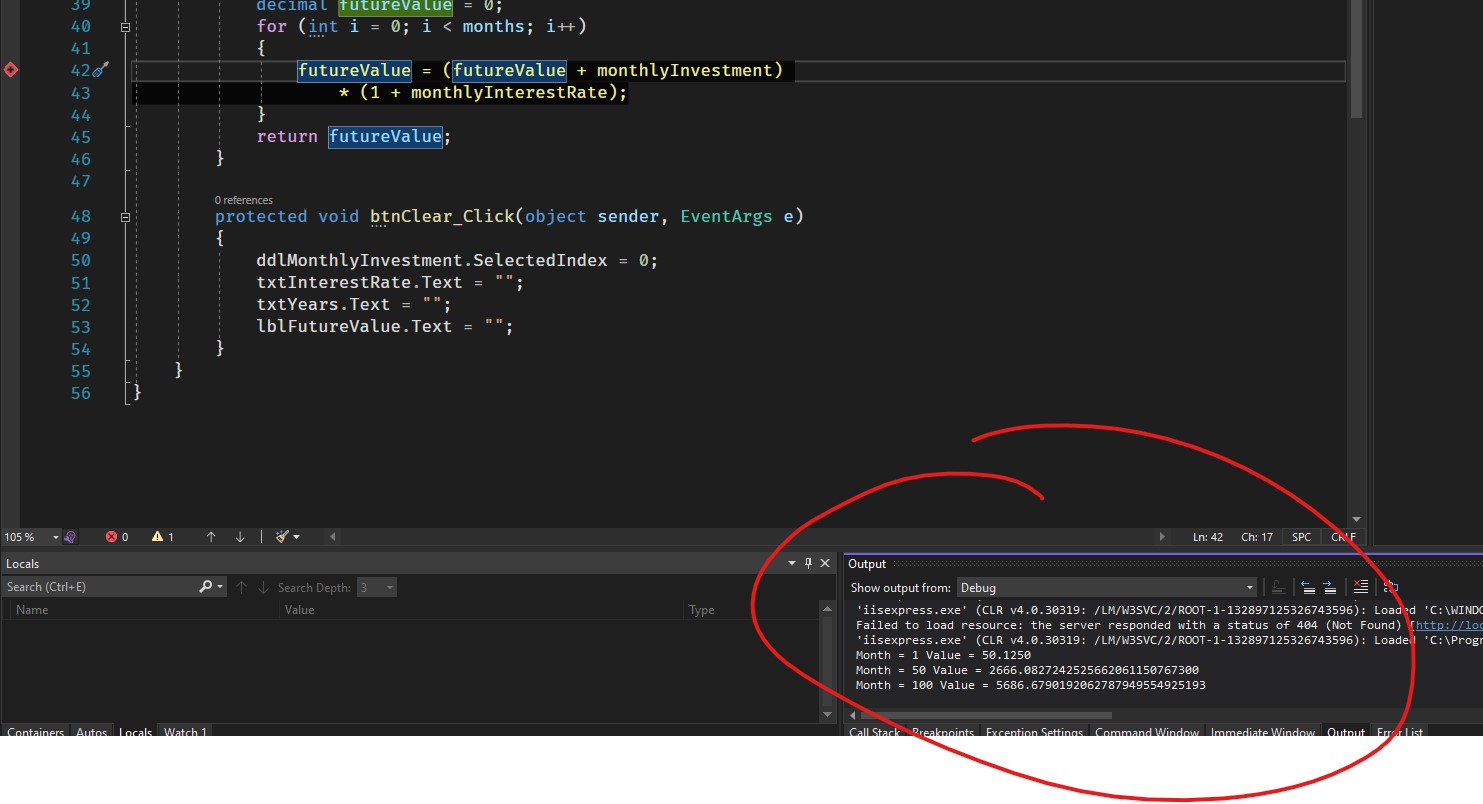 39 decimal futureValue = 0;
40 for (int i = 0; i < months; i++)
41 {
42 futureValue = (futureValue + monthlyInvestment)
43 * (1 + monthlyInterestRate);
44 }
45 return futureValue;
46 }
47
0 references
48 protected void btnClear_Click(object sender, EventArgs e)
49 {
50 ddlMonthlyInvestment.SelectedIndex = 0;
51 txtInterestRate.Text = "";
52 txtYears.Text = "";
53 lblFutureValue.Text = "";
54 }
55 }
56 }
105 % 0 1 Ln: 42 Ch: 17 SPC CRLF
Locals
Search (Ctrl+E) Search Depth: 3
Name Value Type
Output
Show output from: Debug
'iisexpress.exe' (CLR v4.0.30319: /LM/W3SVC/2/ROOT-1-132897125326743596): Loaded 'C:\WINDO
Failed to load resource: the server responded with a status of 404 (Not Found) [http://loc
'iisexpress.exe' (CLR v4.0.30319: /LM/W3SVC/2/ROOT-1-132897125326743596): Loaded 'C:\Progr
Month = 1 Value = 50.1250
Month = 50 Value = 2666.0827242525662061150767300
Month = 100 Value = 5686.6790192062787949554925193
Containers Autos Locals Watch 1
Call Stack Breakpoints Exception Settings Command Window Immediate Window Output Error List